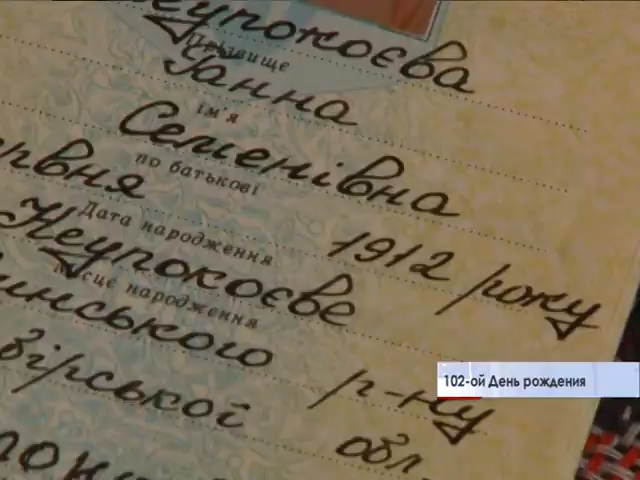 Неупокоєва
Прізвище
Ганна
ім'я
Семенівна
по батькові
рвня 1912 року
Дата народження
Неупокоєве
Місце народження
инського р-ну
бірської обл
102-ой День рождения